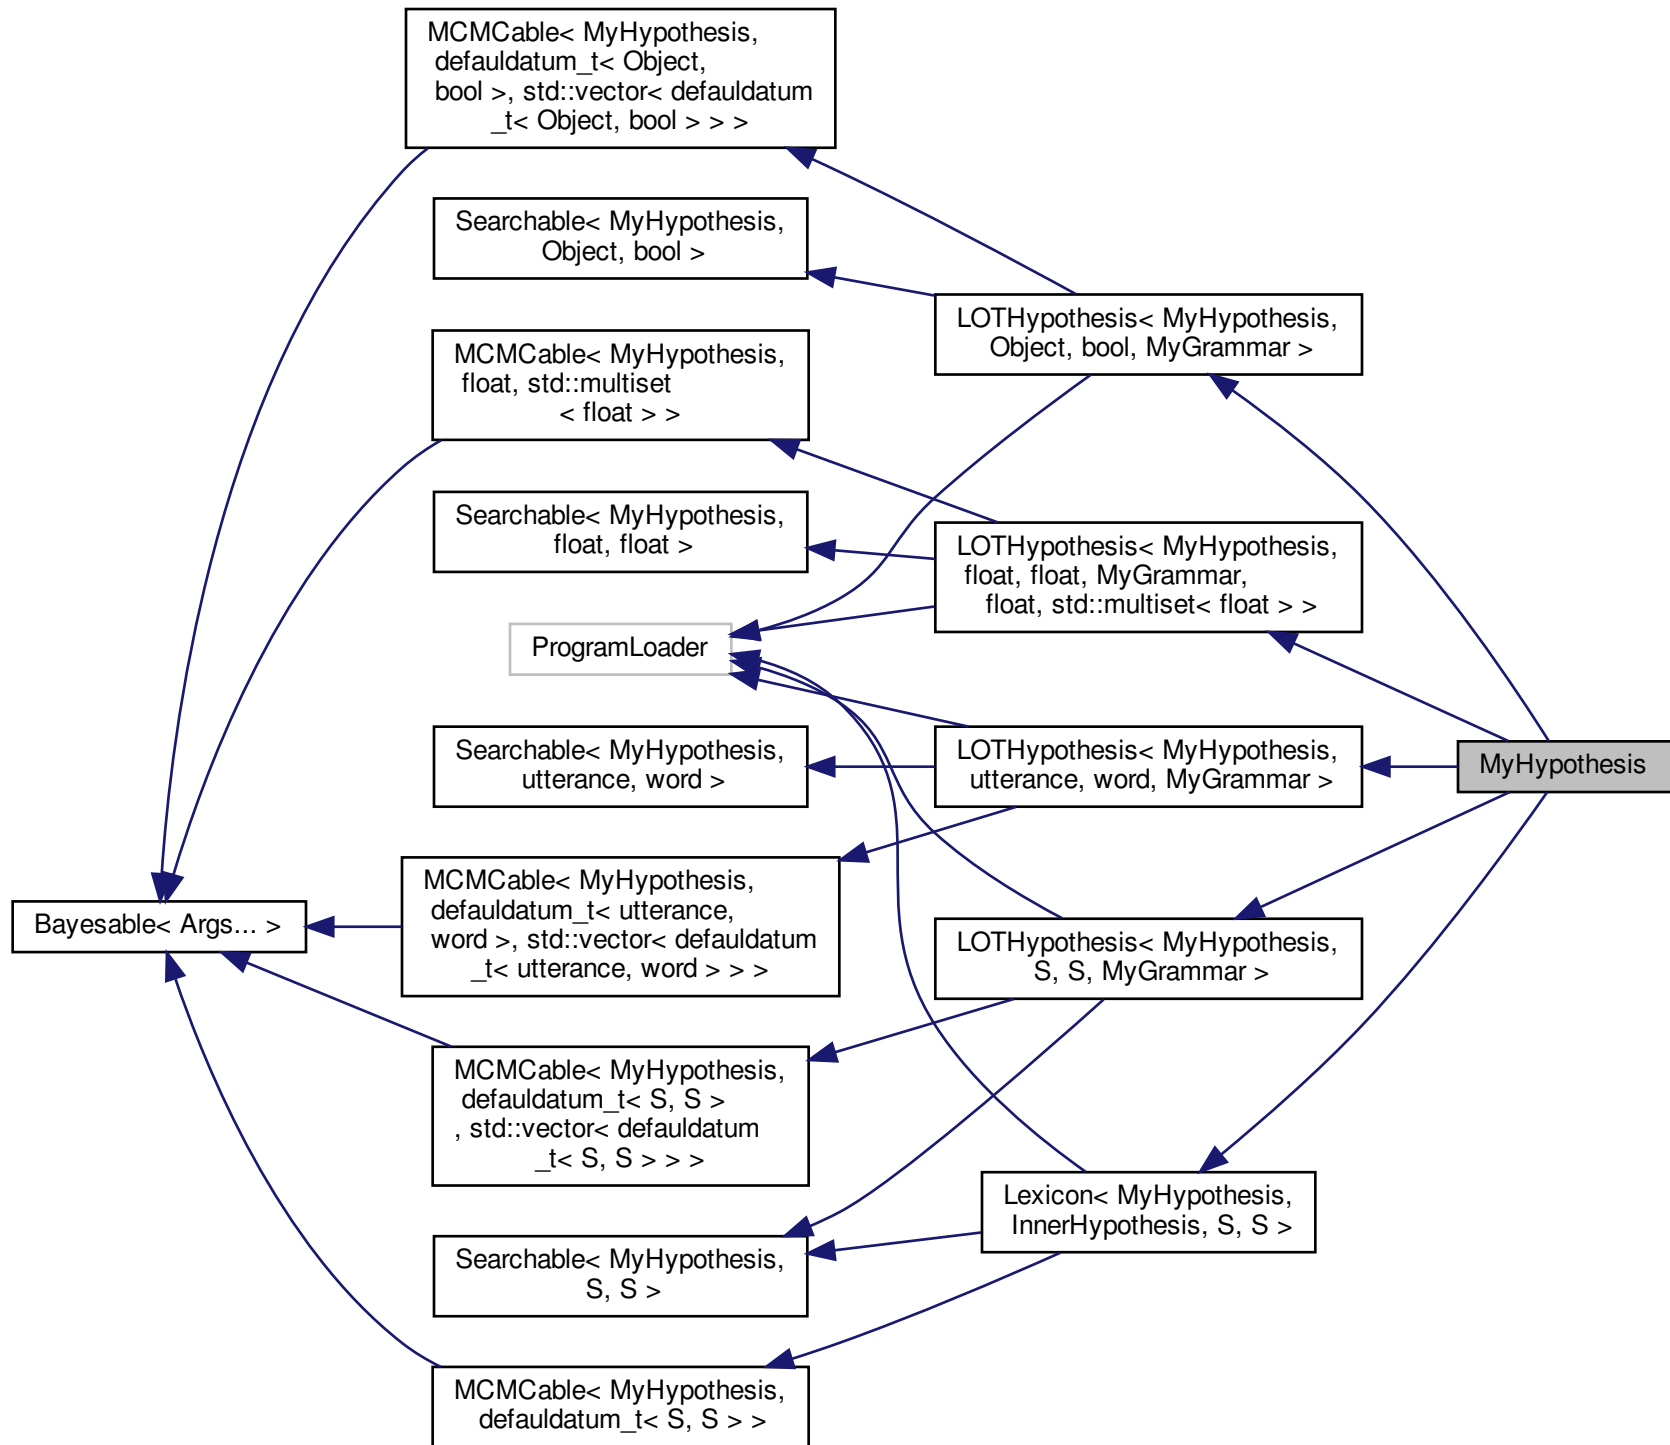 MCMCable< MyHypothesis,
defauldatum_t< Object,
bool >, std::vector< defauldatum
_t< Object, bool > > >
Searchable< MyHypothesis,
Object, bool >
MCMCable< MyHypothesis,
float, std::multiset
< float > >
Searchable< MyHypothesis,
float, float >
ProgramLoader
Searchable< MyHypothesis,
utterance, word >
MCMCable< MyHypothesis,
defauldatum_t< utterance,
word >, std::vector< defauldatum
_t< utterance, word > > >
Bayesable< Args... >
MCMCable< MyHypothesis,
defauldatum_t< S, S >
, std::vector< defauldatum
_t< S, S > > >
Searchable< MyHypothesis,
S, S >
MCMCable< MyHypothesis,
defauldatum_t< S, S > >
LOTHypothesis< MyHypothesis,
Object, bool, MyGrammar >
LOTHypothesis< MyHypothesis,
float, float, MyGrammar,
float, std::multiset< float > >
LOTHypothesis< MyHypothesis,
utterance, word, MyGrammar >
LOTHypothesis< MyHypothesis,
S, S, MyGrammar >
Lexicon< MyHypothesis,
InnerHypothesis, S, S >
MyHypothesis